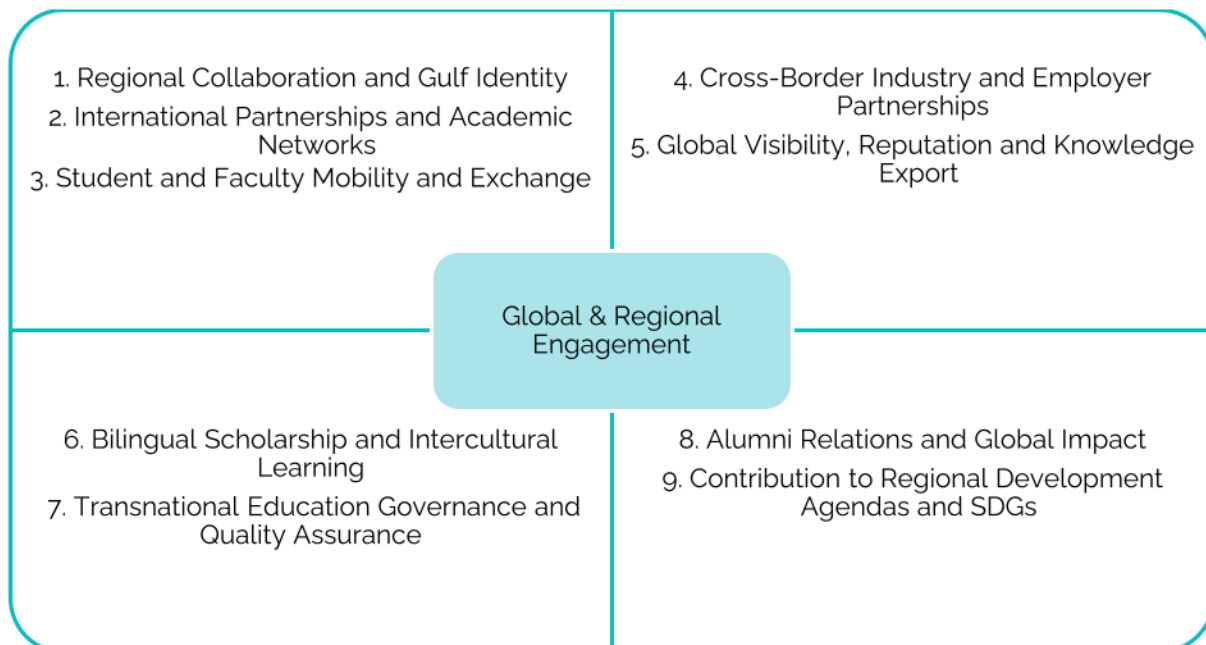 1. Regional Collaboration and Gulf Identity
2. International Partnerships and Academic
Networks
3. Student and Faculty Mobility and Exchange
4. Cross-Border Industry and Employer
Partnerships
5. Global Visibility, Reputation and Knowledge
Export
Global & Regional
Engagement
6. Bilingual Scholarship and Intercultural
Learning
7. Transnational Education Governance and
Quality Assurance
8. Alumni Relations and Global Impact
9. Contribution to Regional Development
Agendas and SDGs